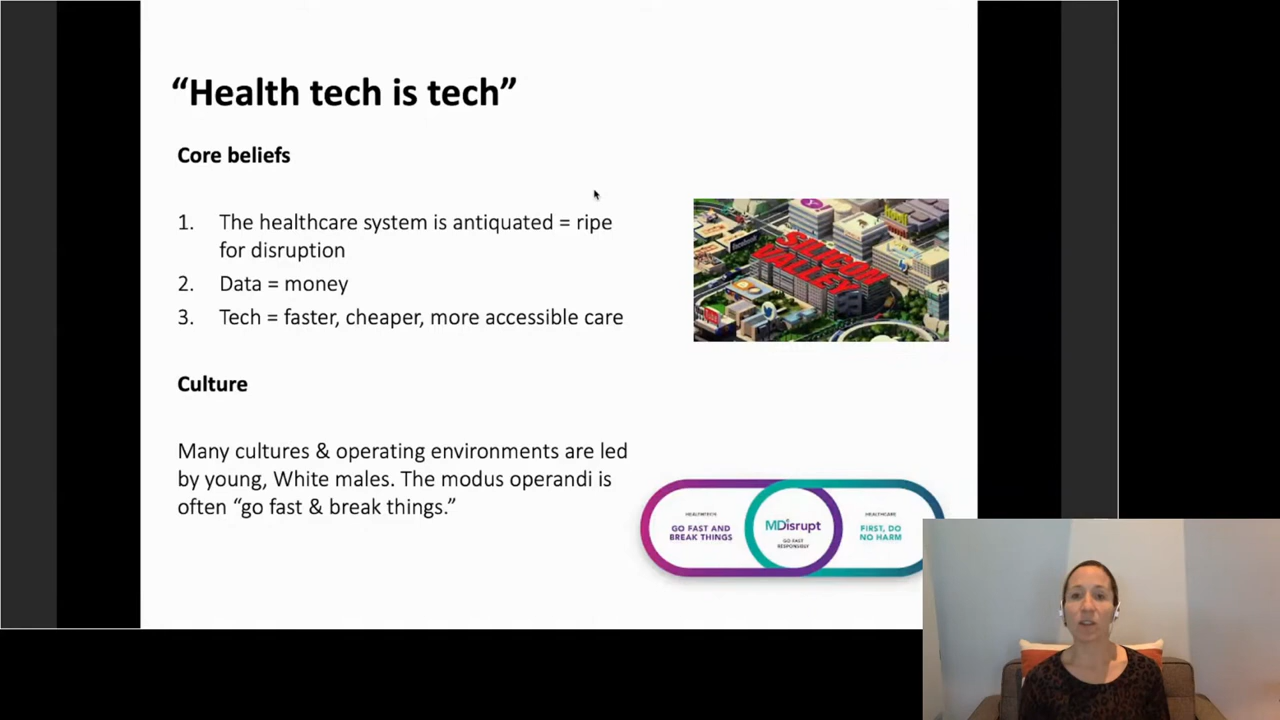 “Health tech is tech”
Core beliefs
1. The healthcare system is antiquated = ripe
for disruption
2. Data = money
3. Tech = faster, cheaper, more accessible care
SILICON
VALLEY
facebook
Culture
Many cultures & operating environments are led
by young, White males. The modus operandi is
often “go fast & break things.”
HEALTHTECH
GO FAST AND
BREAK THINGS
MDisrupt
GO FAST
RESPONSIBLY
HEALTHCARE
FIRST, DO
NO HARM